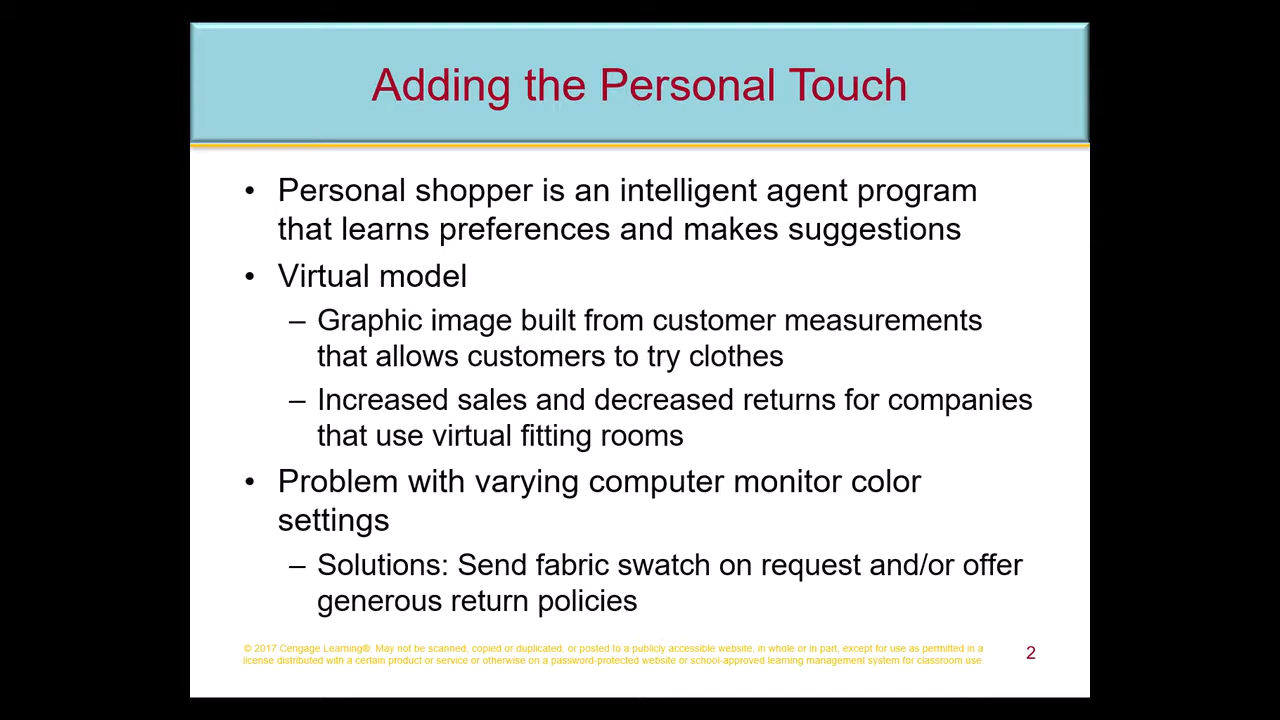 Adding the Personal Touch
• Personal shopper is an intelligent agent program
that learns preferences and makes suggestions
• Virtual model
– Graphic image built from customer measurements
that allows customers to try clothes
– Increased sales and decreased returns for companies
that use virtual fitting rooms
• Problem with varying computer monitor color
settings
– Solutions: Send fabric swatch on request and/or offer
generous return policies
© 2017 Cengage Learning®. May not be scanned, copied or duplicated, or posted to a publicly accessible website, in whole or in part, except for use as permitted in a
license distributed with a certain product or service or otherwise on a password-protected website or school-approved learning management system for classroom use.
2